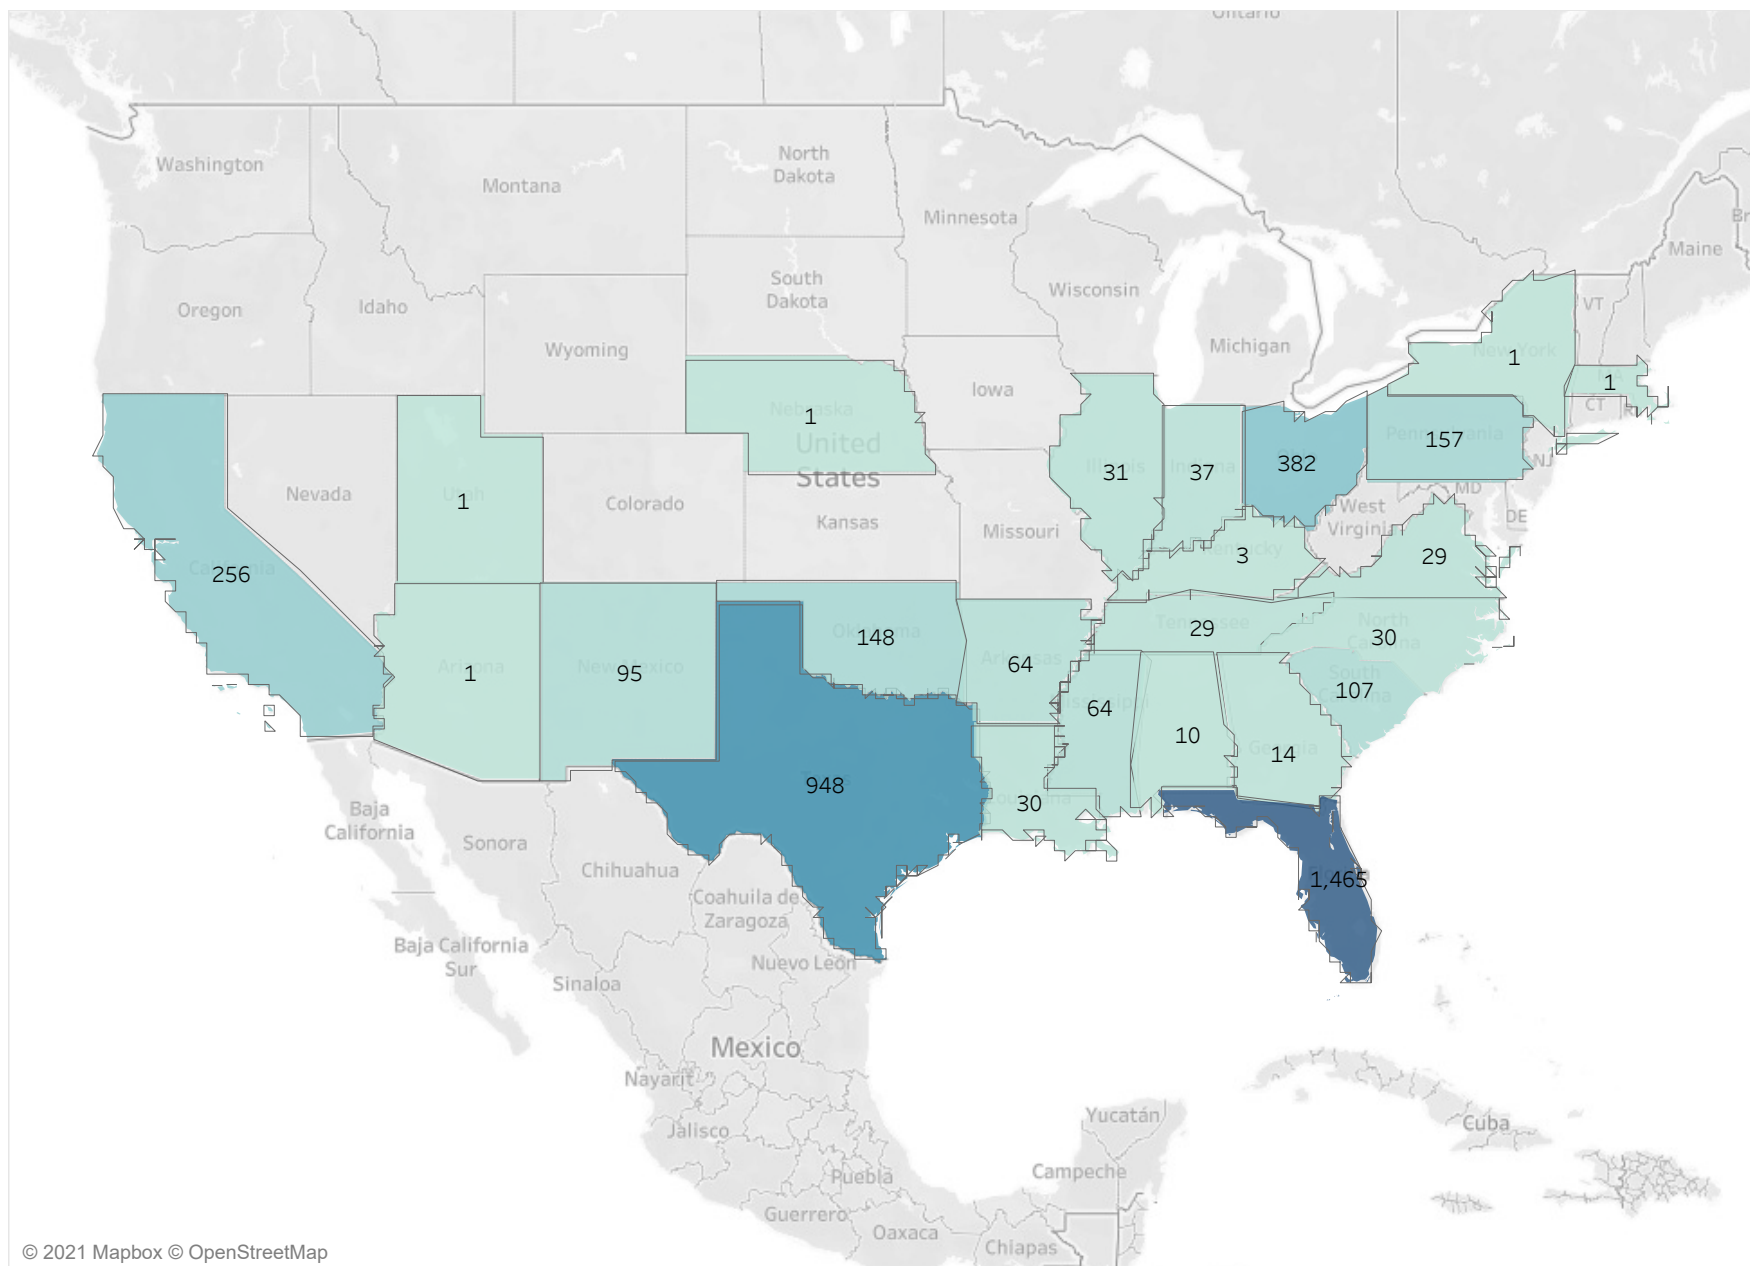 Ontario
Washington
Montana
North
Dakota
Minnesota
Maine
Br
Oregon
Idaho
South
Dakota
Wisconsin
VT
Wyoming
Michigan
Iowa
New York
1
1
CT
Nebraska
1
United
States
Pennsylvania
157
NJ
Nevada
Utah
1
Colorado
Kansas
Missouri
Illinois
31
Indiana
37
382
West
Virginia
MD
DE
Kentucky
3
29
California
256
Arizona
1
New Mexico
95
Oklahoma
148
Arkansas
64
Tennessee
29
North
Carolina
30
South
Carolina
107
Mississippi
64
10
Georgia
14
948
Louisiana
30
1,465
Baja
California
Sonora
Chihuahua
Coahuila de
Zaragoza
Baja California
Sur
Nuevo León
Sinaloa
Mexico
Nayarit
Jalisco
Yucatán
Cuba
Campeche
Puebla
Guerrero
Oaxaca
Chiapas
© 2021 Mapbox © OpenStreetMap